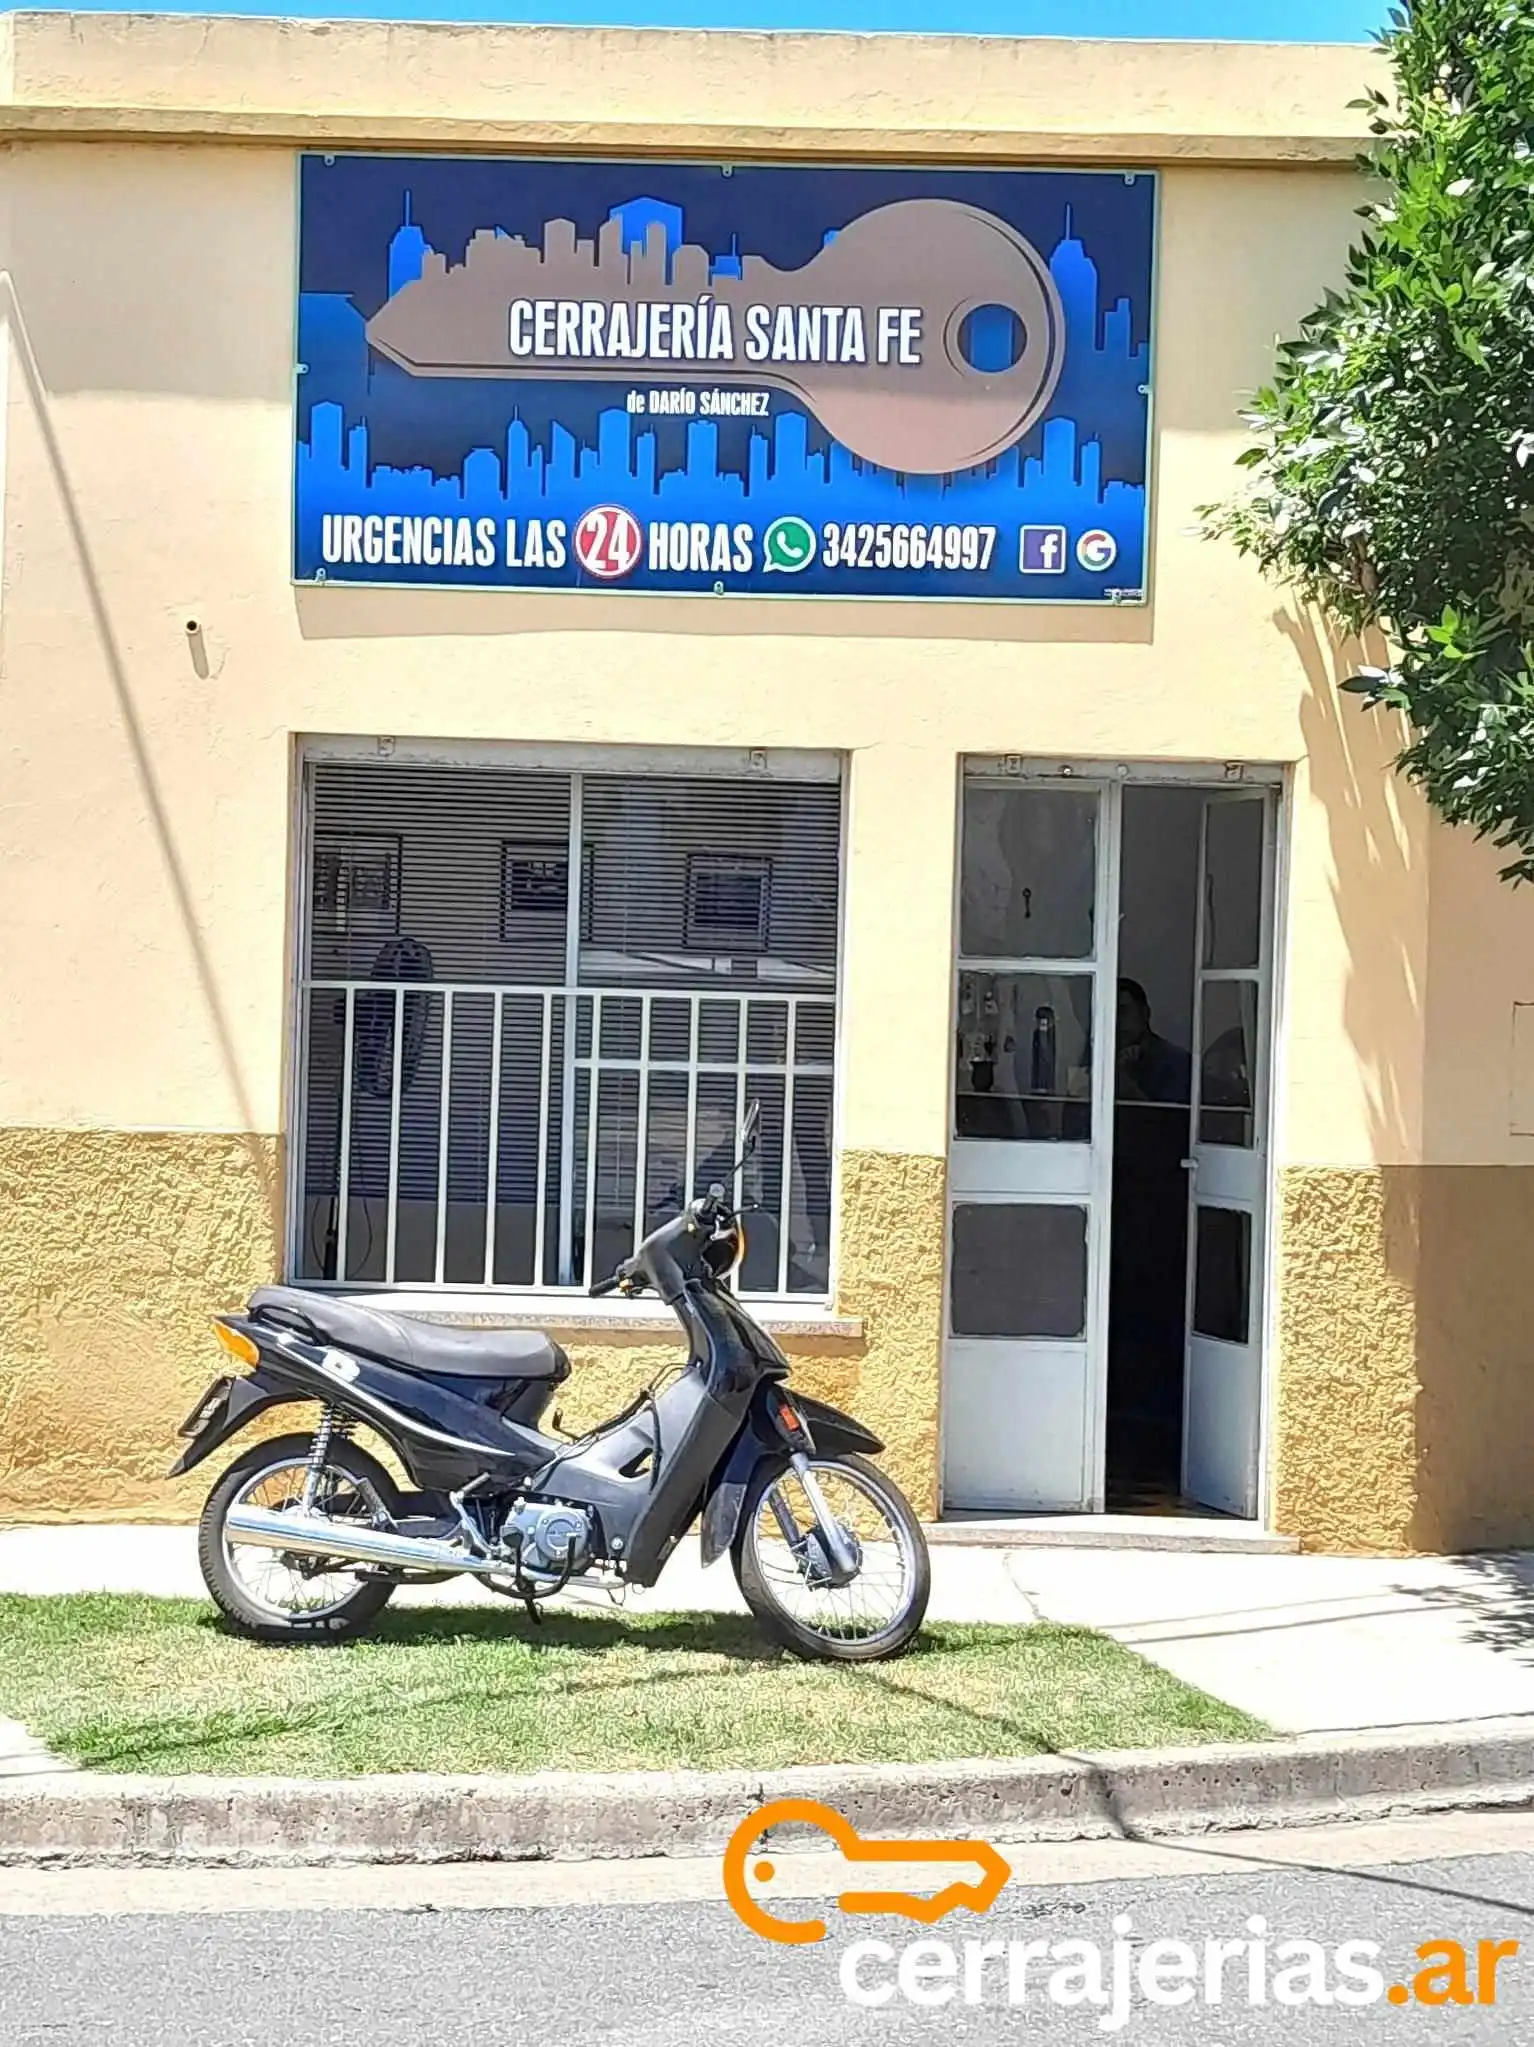 CERRAJERÍA SANTA FE
de DARÍO SÁNCHEZ
URGENCIAS LAS 24 HORAS 3425664997
cerrajerias.ar